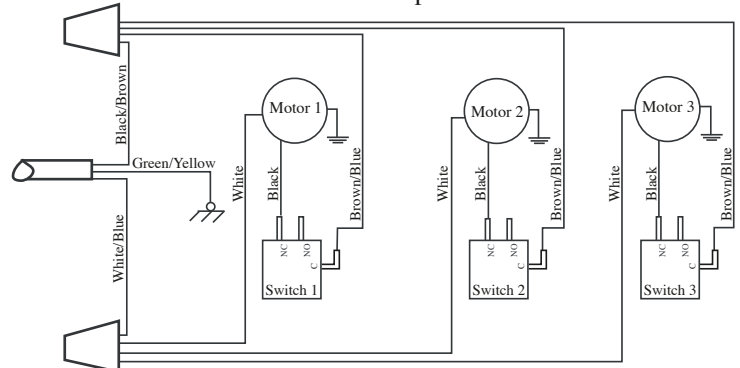 Black/Brown
Green/Yellow
White/Blue
Motor 1
White
Black
Brown/Blue
NC
NO
C
Switch 1
Motor 2
White
Black
Brown/Blue
NC
NO
C
Switch 2
Motor 3
White
Black
Brown/Blue
NC
NO
C
Switch 3